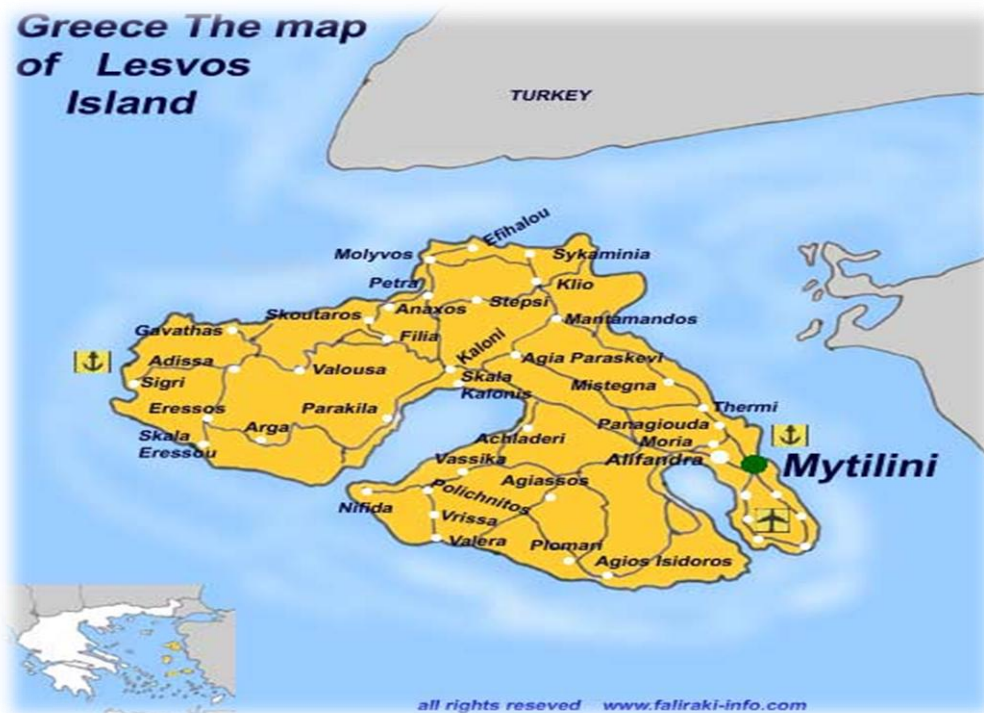 Greece The map
of Lesvos
Island
TURKEY
Efihalou
Molyvos
Sykaminia
Petra
Klio
Stepsi
Anaxos
Skoutaros
Mantamandos
Gavathas
Filia
Kaloni
Agia Paraskevi
Adissa
Valousa
Skala
Kalonis
Sigri
Mistegna
Eressos
Parakila
Thermi
Arga
Panagiouda
Skala
Eressou
Achladeri
Moria
Vassika
Alifandra
Mytilini
Agiassos
Polichnitos
Nifida
Vrissa
Valera
Plomari
Agios Isidoros
all rights reseved www.faliraki-info.com